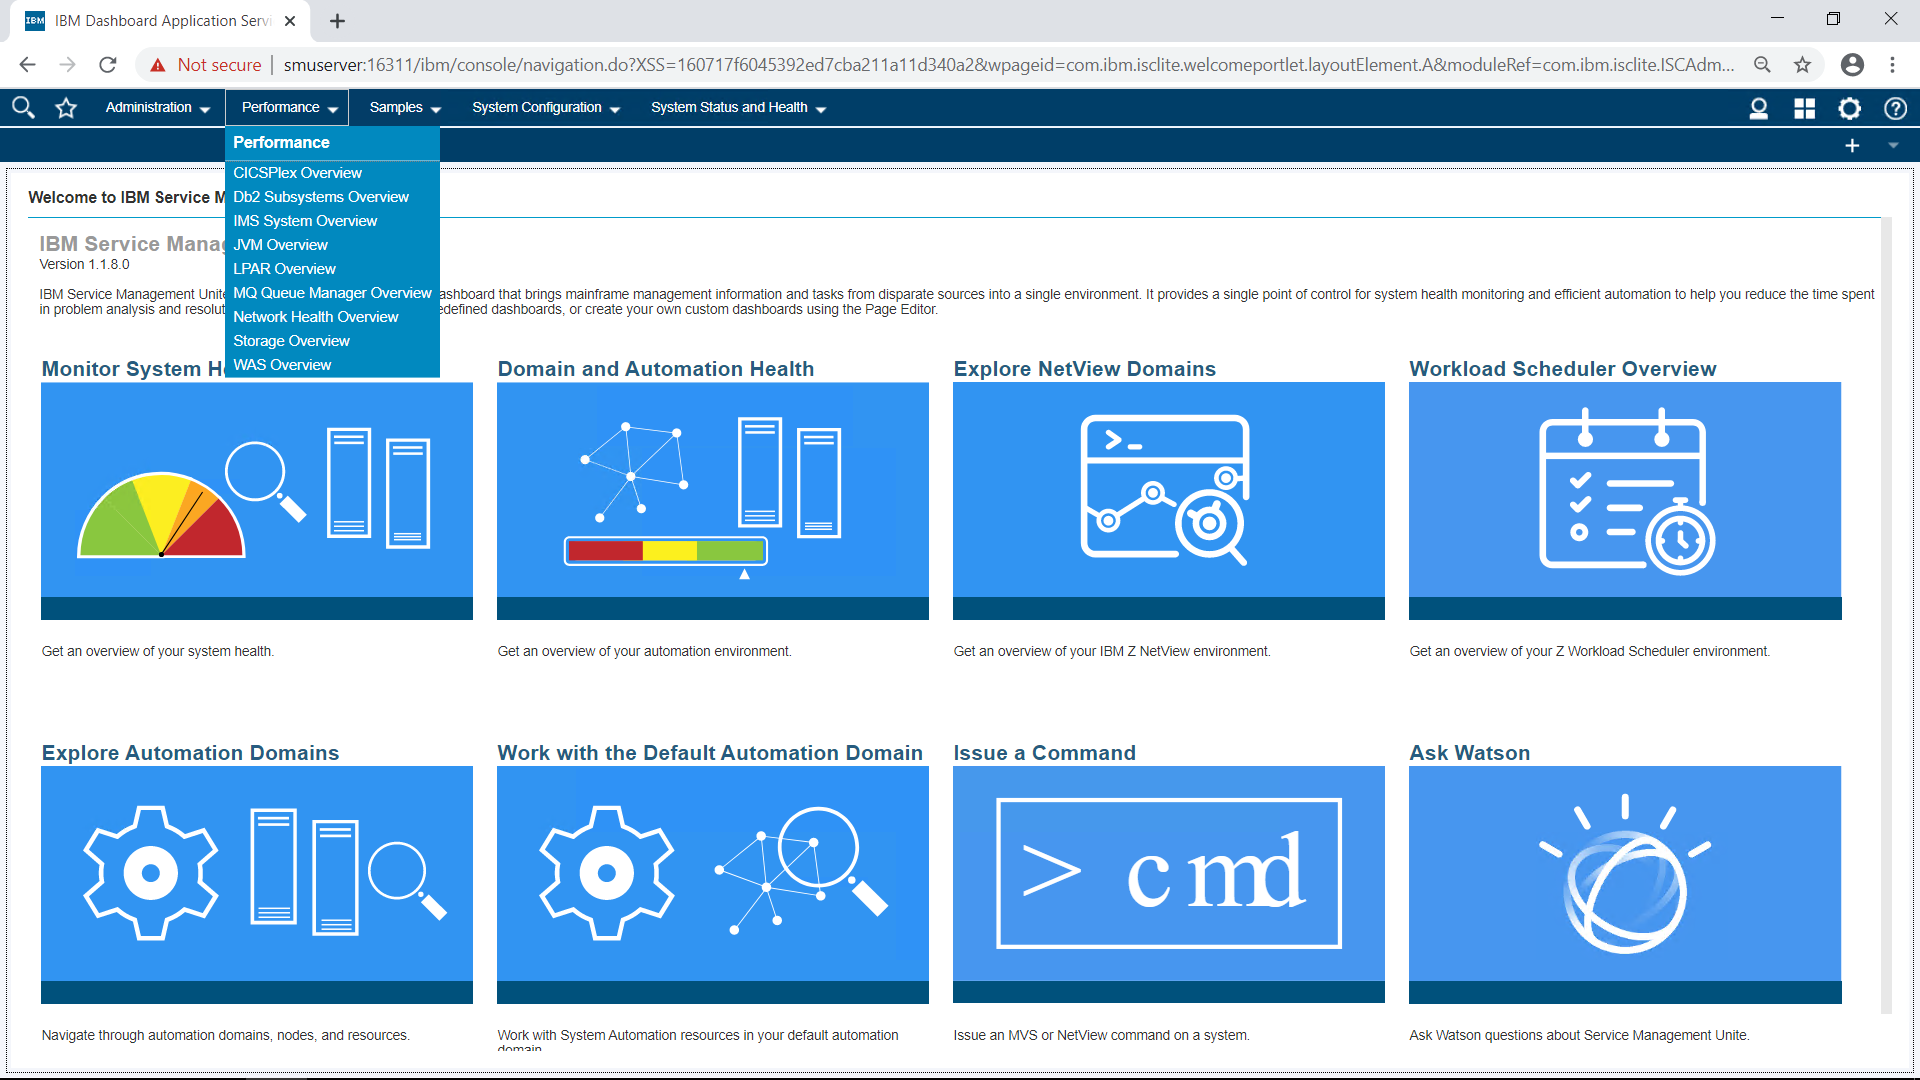 IBM IBM Dashboard Application Servi
Not secure smuserver:16311/ibm/console/navigation.do?XSS=160717f6045392ed7cba211a11d340a2&wpageid=com.ibm.isclite.welcomeportlet.layoutElement.A&moduleRef=com.ibm.isclite.ISCAdm...
Administration Performance Samples System Configuration System Status and Health
Performance
CICSPlex Overview
Db2 Subsystems Overview
IMS System Overview
JVM Overview
LPAR Overview
MQ Queue Manager Overview
Network Health Overview
Storage Overview
WAS Overview
Welcome to IBM Service M
IBM Service Manag
Version 1.1.8.0
IBM Service Management Unite ashboard that brings mainframe management information and tasks from disparate sources into a single environment. It provides a single point of control for system health monitoring and efficient automation to help you reduce the time spent
in problem analysis and resolut edefined dashboards, or create your own custom dashboards using the Page Editor.
Monitor System H Domain and Automation Health Explore NetView Domains Workload Scheduler Overview
Get an overview of your system health. Get an overview of your automation environment. Get an overview of your IBM Z NetView environment. Get an overview of your Z Workload Scheduler environment.
Explore Automation Domains Work with the Default Automation Domain Issue a Command Ask Watson
> cmd
Navigate through automation domains, nodes, and resources. Work with System Automation resources in your default automation Issue an MVS or NetView command on a system. Ask Watson questions about Service Management Unite.
domain